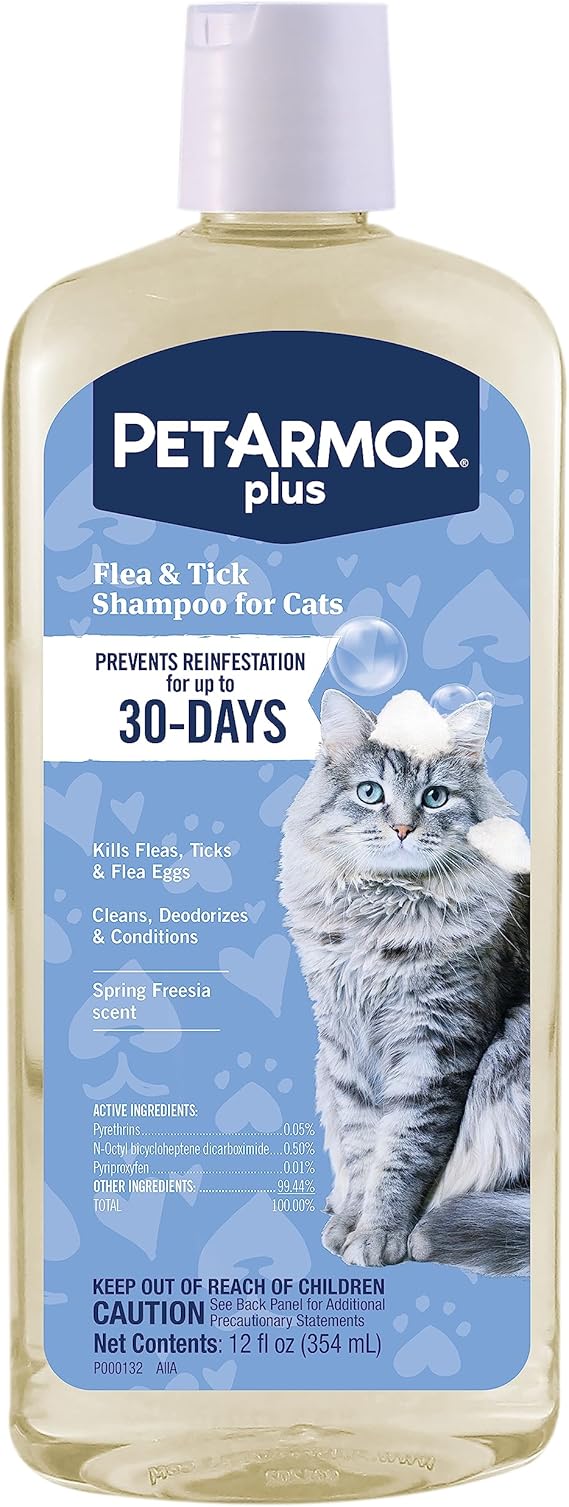 PETARMOR®
plus
Flea & Tick
Shampoo for Cats
PREVENTS REINFESTATION
for up to
30-DAYS
Kills Fleas, Ticks
& Flea Eggs
Cleans, Deodorizes
& Conditions
Spring Freesia
scent
ACTIVE INGREDIENTS:
Pyrethrins....................................0.05%
N-Octyl bicycloheptene dicarboximide....0.50%
Pyriproxyfen..................................0.01%
OTHER INGREDIENTS: ......................99.44%
TOTAL 100.00%
KEEP OUT OF REACH OF CHILDREN
CAUTION See Back Panel for Additional
Precautionary Statements
Net Contents: 12 fl oz (354 mL)
P000132 AIIA